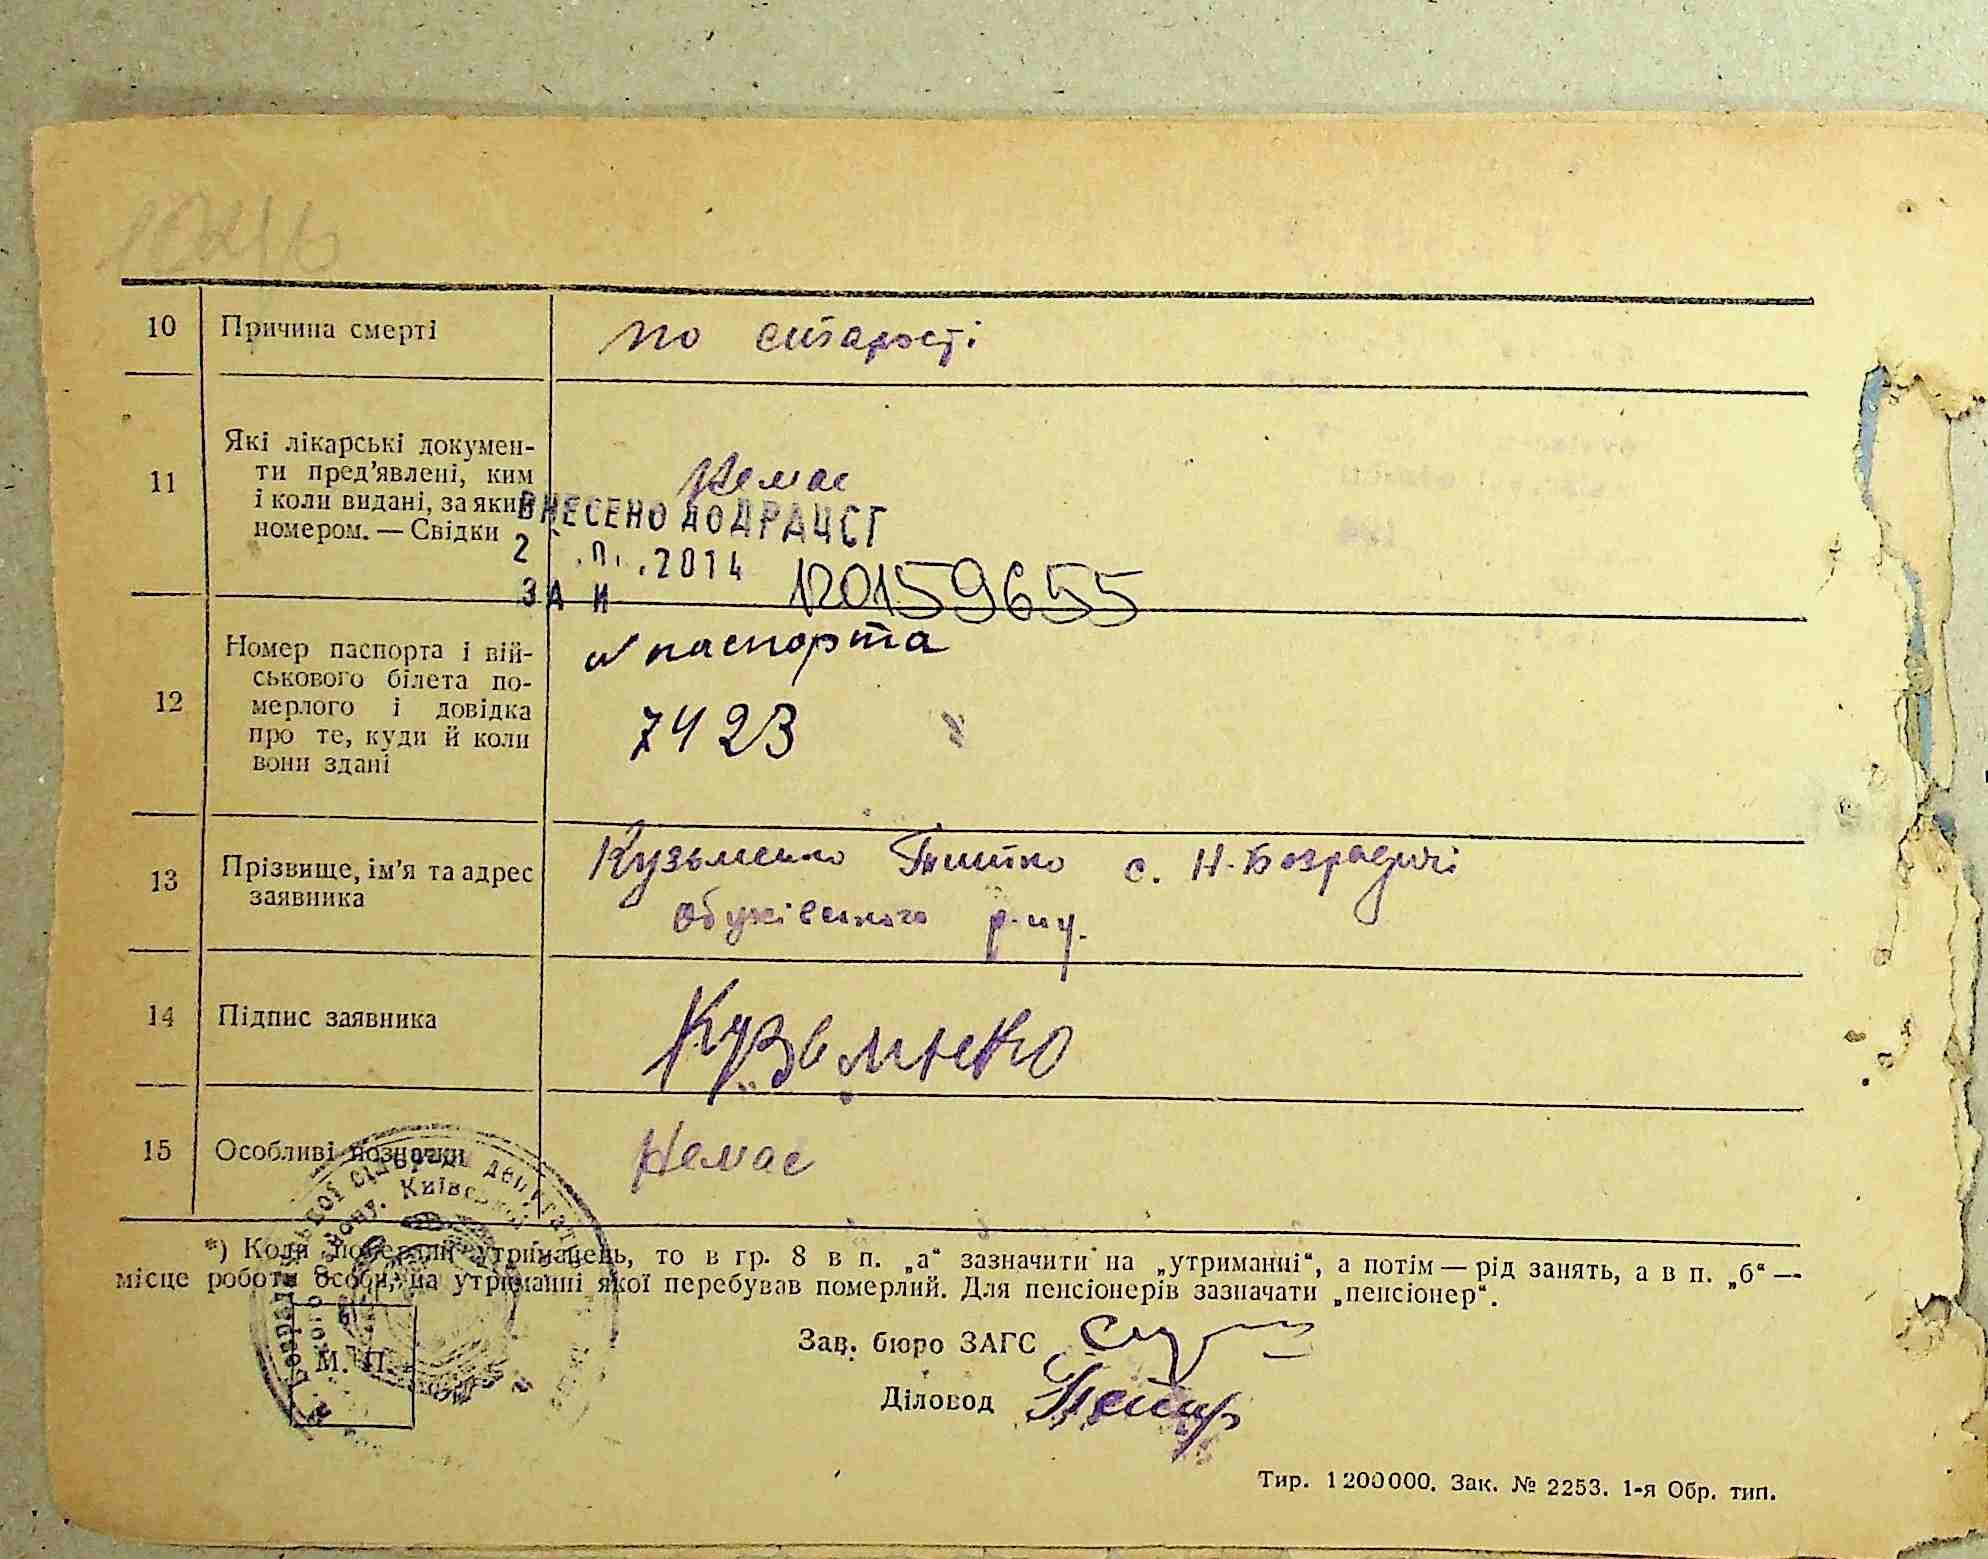 10 Причина смерті по старості
11 Які лікарські докумен-
ти пред'явлені, ким
і коли видані, за яким
номером. — Свідки
Немає
ВНЕСЕНО ДО ДРАЦСГ
2 . .2014
ЗА И 120159655
12 Номер паспорта і вій-
ськового білета по-
мерлого і довідка
про те, куди й коли
вони здані
№ паспорта
7423
13 Прізвище, ім'я та адрес
заявника
Кузьменко с. Н-Безрадичі
Обухівського р-ну.
14 Підпис заявника Кузьменко
15 Особливі позначки Немає
*) Коли померлий утриманець, то в гр. 8 в п. „а“ зазначити на „утриманні“, а потім — рід занять, а в п. „б“ —
місце роботи особи, на утриманні якої перебував померлий. Для пенсіонерів зазначати „пенсіонер“.
М. П.
Зав. бюро ЗАГС
Діловод
Тир. 1200000. Зак. № 2253. 1-я Обр. тип.